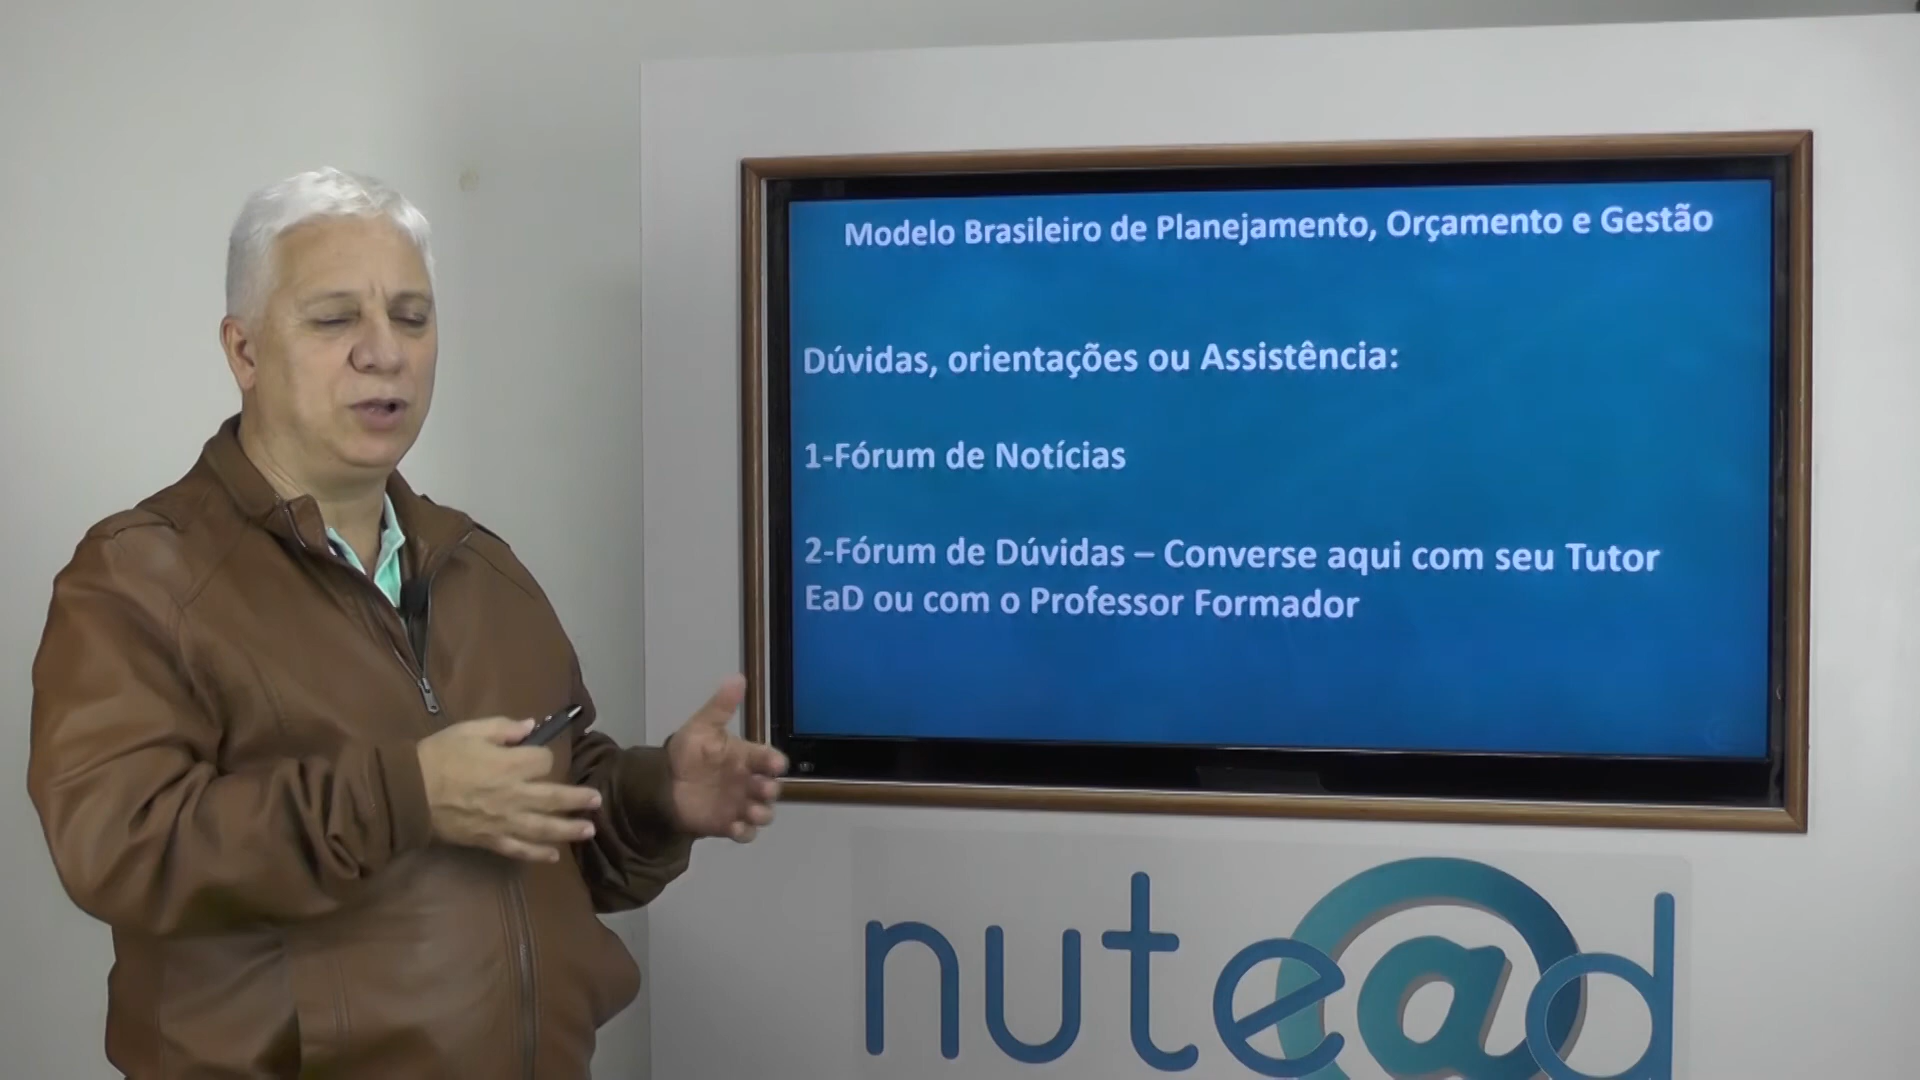 Modelo Brasileiro de Planejamento, Orçamento e Gestão
Dúvidas, orientações ou Assistência:
1-Fórum de Notícias
2-Fórum de Dúvidas – Converse aqui com seu Tutor
EaD ou com o Professor Formador
nute@d